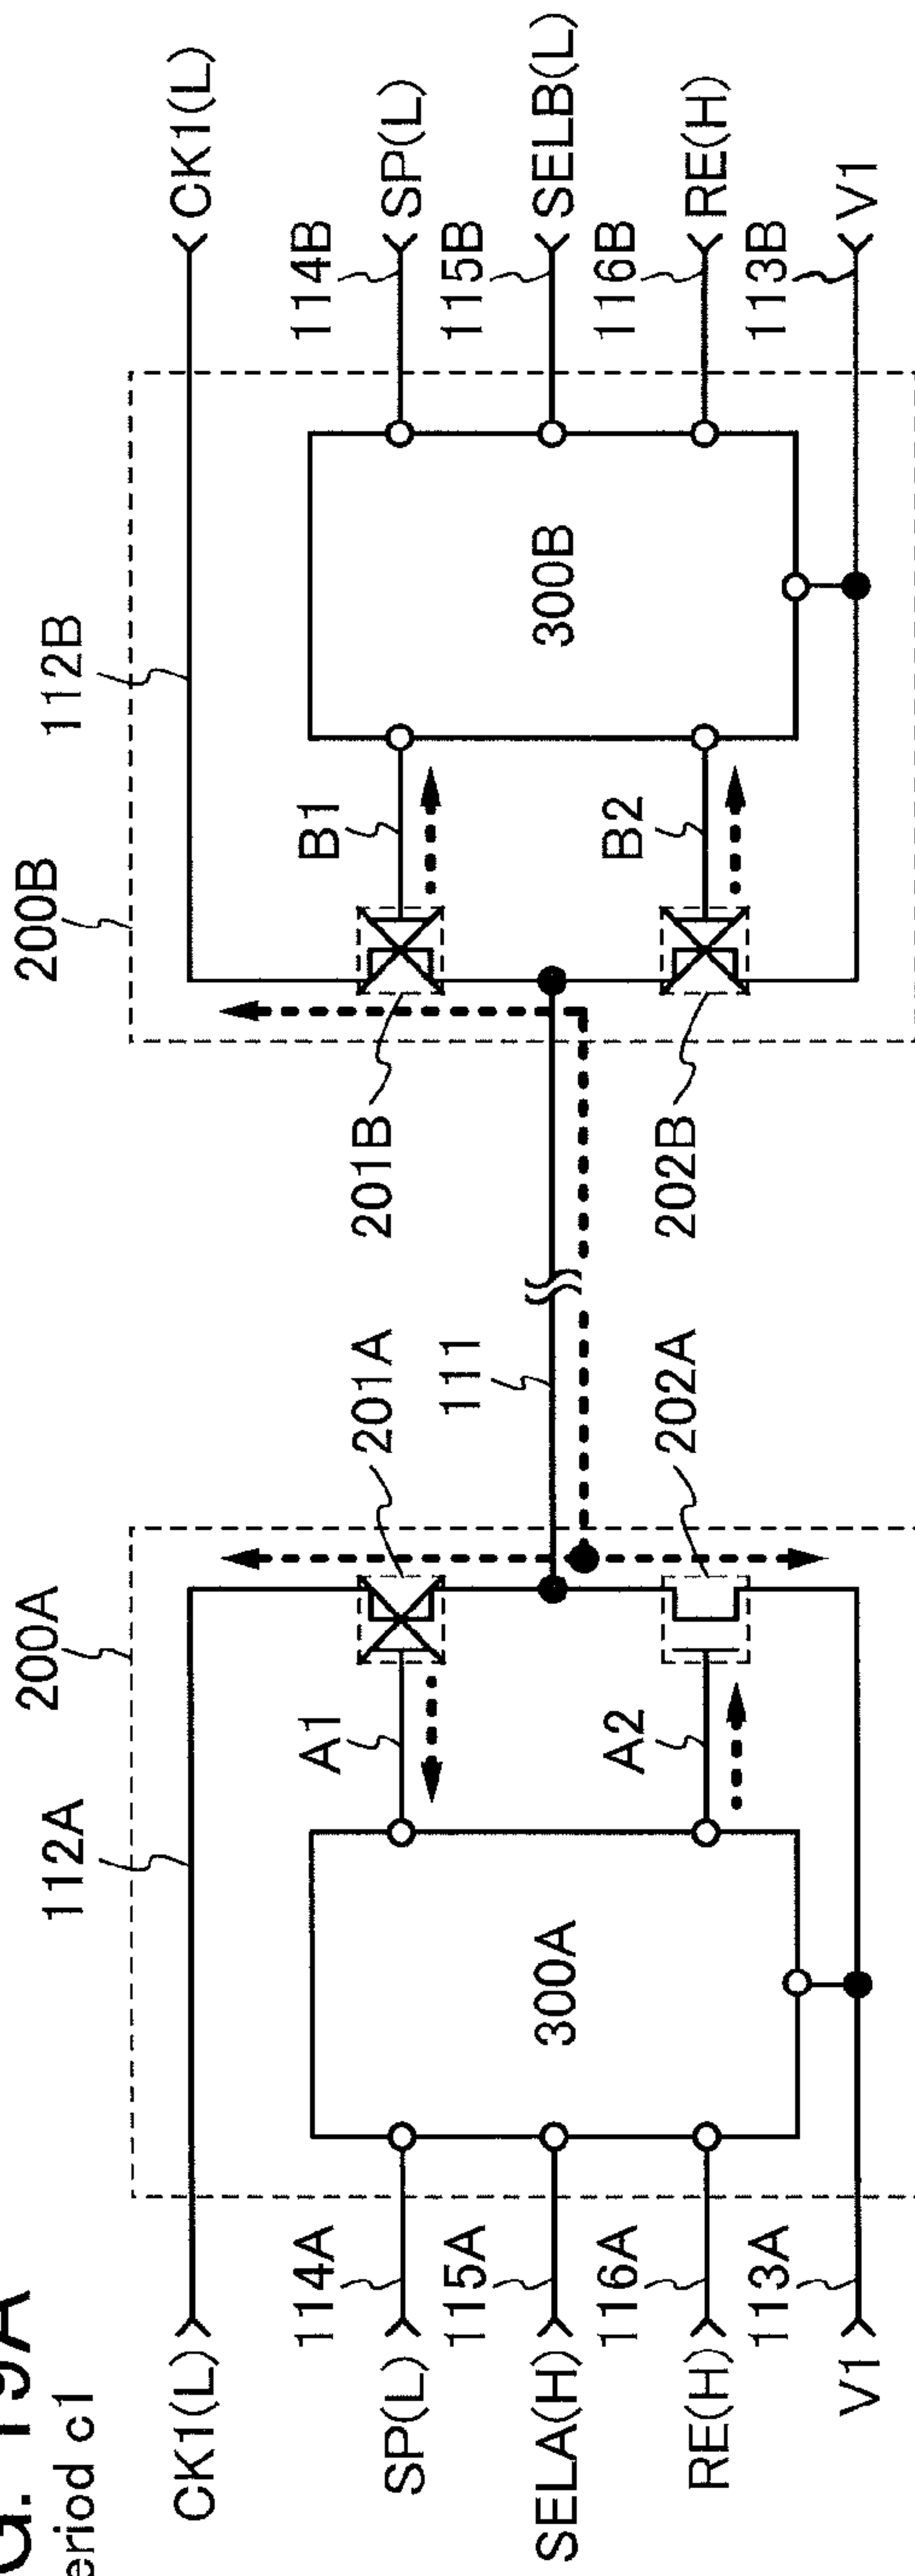 G. 19A
eriod c1
200A
200B
112A
112B
CK1(L)
CK1(L)
A1
201A
201B
B1
114A
114B
SP(L)
SP(L)
111
115A
115B
SELA(H)
300A
300B
SELB(L)
A2
202A
202B
B2
116A
116B
RE(H)
RE(H)
113A
113B
V1
V1